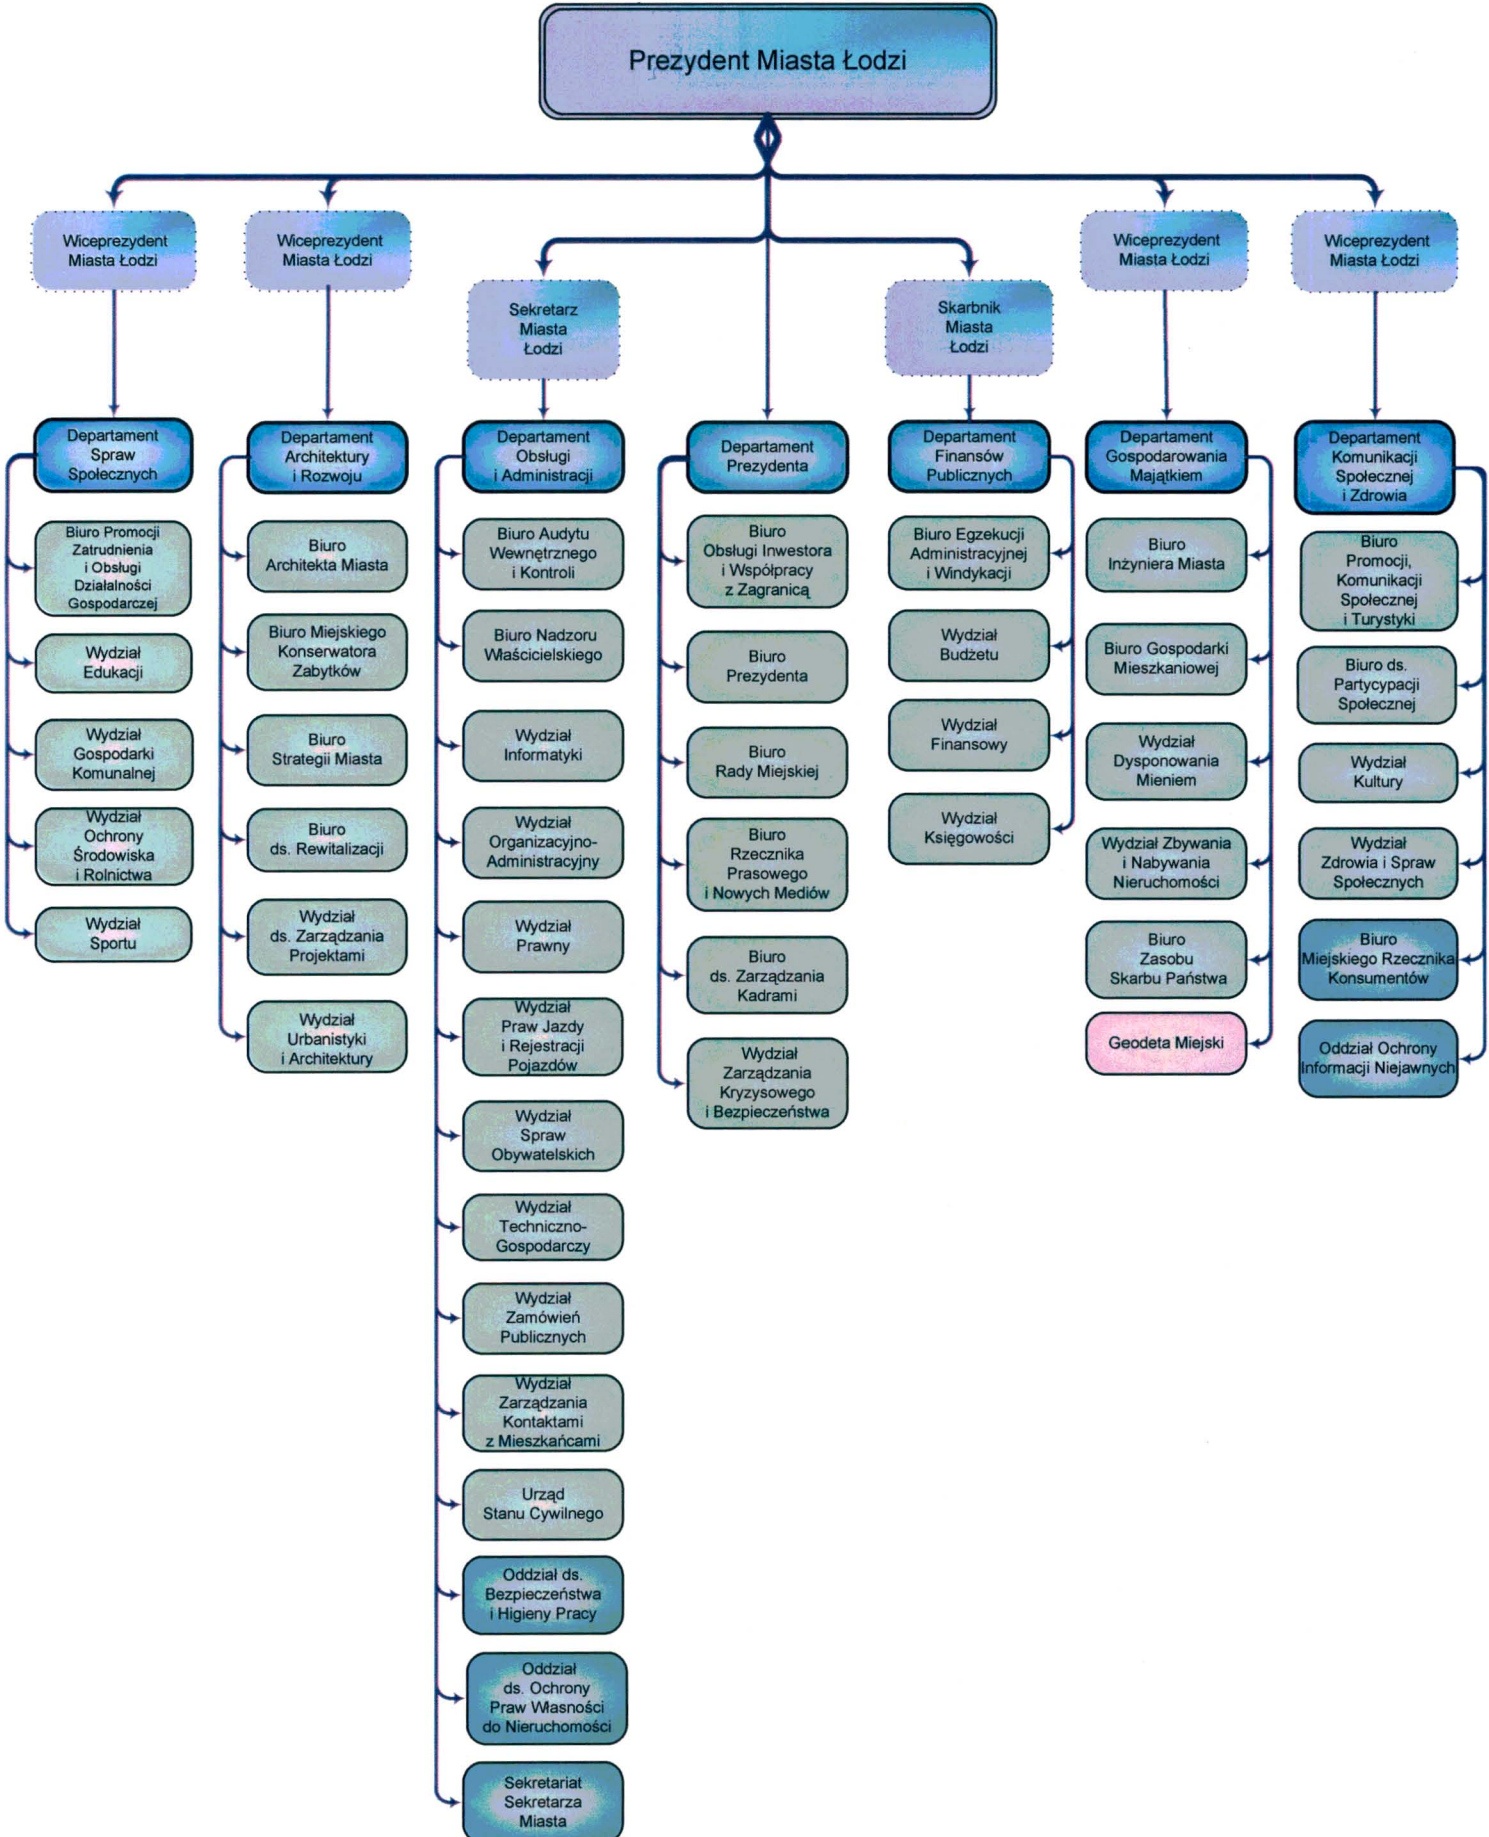 Prezydent Miasta Łodzi
Wiceprezydent
Miasta Łodzi
Wiceprezydent
Miasta Łodzi
Sekretarz
Miasta
Łodzi
Skarbnik
Miasta
Łodzi
Wiceprezydent
Miasta Łodzi
Wiceprezydent
Miasta Łodzi
Departament
Spraw
Społecznych
Biuro Promocji
Zatrudnienia
i Obsługi
Działalności
Gospodarczej
Wydział
Edukacji
Wydział
Gospodarki
Komunalnej
Wydział
Ochrony
Środowiska
i Rolnictwa
Wydział
Sportu
Departament
Architektury
i Rozwoju
Biuro
Architekta Miasta
Biuro Miejskiego
Konserwatora
Zabytków
Biuro
Strategii Miasta
Biuro
ds. Rewitalizacji
Wydział
ds. Zarządzania
Projektami
Wydział
Urbanistyki
i Architektury
Departament
Obsługi
i Administracji
Biuro Audytu
Wewnętrznego
i Kontroli
Biuro Nadzoru
Właścicielskiego
Wydział
Informatyki
Wydział
Organizacyjno-
Administracyjny
Wydział
Prawny
Wydział
Praw Jazdy
i Rejestracji
Pojazdów
Wydział
Spraw
Obywatelskich
Wydział
Techniczno-
Gospodarczy
Wydział
Zamówień
Publicznych
Wydział
Zarządzania
Kontaktami
z Mieszkańcami
Urząd
Stanu Cywilnego
Oddział ds.
Bezpieczeństwa
i Higieny Pracy
Oddział
ds. Ochrony
Praw Własności
do Nieruchomości
Sekretariat
Sekretarza
Miasta
Departament
Prezydenta
Biuro
Obsługi Inwestora
i Współpracy
z Zagranicą
Biuro
Prezydenta
Biuro
Rady Miejskiej
Biuro
Rzecznika
Prasowego
i Nowych Mediów
Biuro
ds. Zarządzania
Kadrami
Wydział
Zarządzania
Kryzysowego
i Bezpieczeństwa
Departament
Finansów
Publicznych
Biuro Egzekucji
Administracyjnej
i Windykacji
Wydział
Budżetu
Wydział
Finansowy
Wydział
Księgowości
Departament
Gospodarowania
Majątkiem
Biuro
Inżyniera Miasta
Biuro Gospodarki
Mieszkaniowej
Wydział
Dysponowania
Mieniem
Wydział Zbywania
i Nabywania
Nieruchomości
Biuro
Zasobu
Skarbu Państwa
Geodeta Miejski
Departament
Komunikacji
Społecznej
i Zdrowia
Biuro
Promocji,
Komunikacji
Społecznej
i Turystyki
Biuro ds.
Partycypacji
Społecznej
Wydział
Kultury
Wydział
Zdrowia i Spraw
Społecznych
Biuro
Miejskiego Rzecznika
Konsumentów
Oddział Ochrony
Informacji Niejawnych